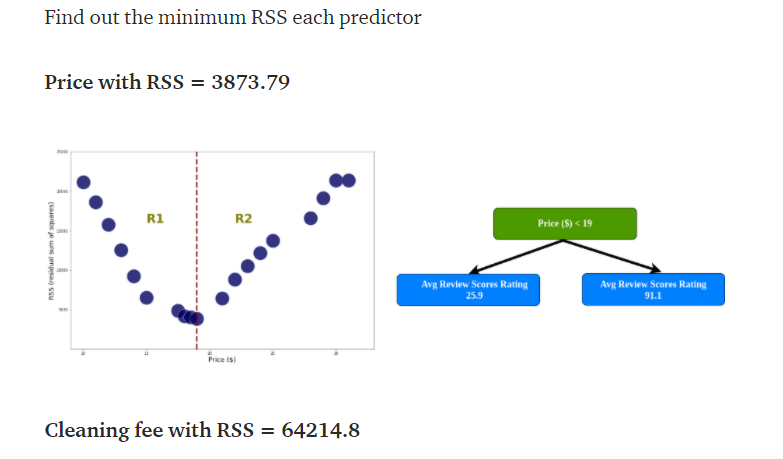 Find out the minimum RSS each predictor
Price with RSS = 3873.79
RSS (residual sum of squares)
R1
R2
Price ($)
Price ($) < 19
Avg Review Scores Rating
25.9
Avg Review Scores Rating
91.1
Cleaning fee with RSS = 64214.8